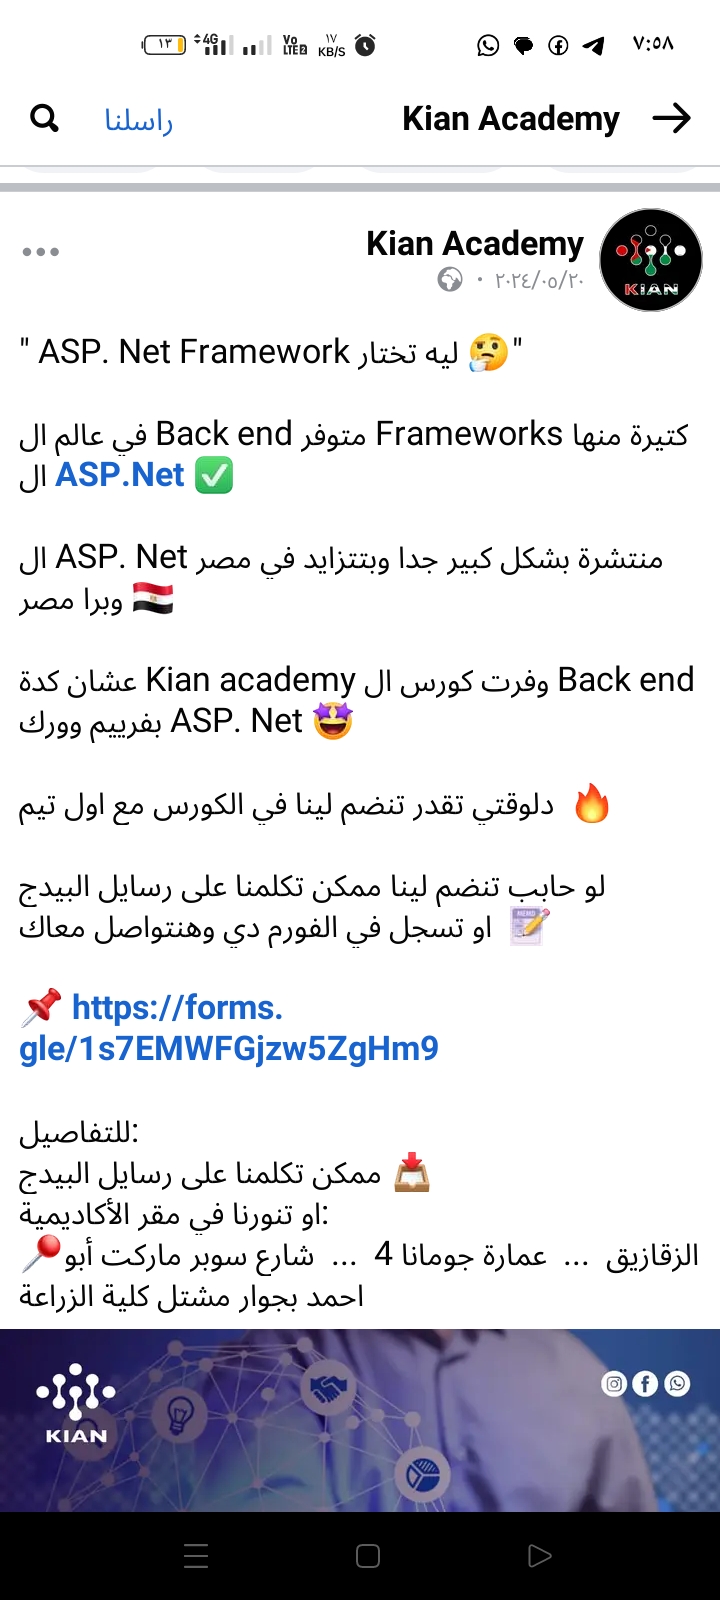 ١٣ 4G Vo LTE2 ١٧ KB/S ٧:٥٨
Kian Academy راسلنا
Kian Academy
٢٠٢٤/٠٥/٢٠ ·
KIAN
" ASP. Net Framework ليه تختار 🤔"
كتيرة منها Frameworks متوفر Back end في عالم ال
ال ASP.Net ✅
منتشرة بشكل كبير جدا وبتتزايد في مصر ASP. Net ال
وبرا مصر 🇪🇬
عشان كدة Kian academy وفرت كورس ال Back end
بفرييم وورك ASP. Net 🤩
دلوقتي تقدر تنضم لينا في الكورس مع اول تيم 🔥
لو حابب تنضم لينا ممكن تكلمنا على رسايل البيدج
او تسجل في الفورم دي وهنتواصل معاك 📝
📌 https://forms.
gle/1s7EMWFGjzw5ZgHm9
للتفاصيل:
ممكن تكلمنا على رسايل البيدج 📥
او تنورنا في مقر الأكاديمية:
📍الزقازيق ... عمارة جومانا 4 ... شارع سوبر ماركت أبو
احمد بجوار مشتل كلية الزراعة
KIAN